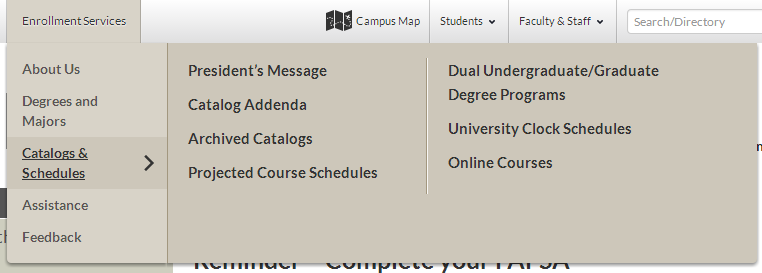 Enrollment Services
Campus Map
Students
Faculty & Staff
Search/Directory
About Us
Degrees and
Majors
Catalogs &
Schedules
Assistance
Feedback
President's Message
Catalog Addenda
Archived Catalogs
Projected Course Schedules
Dual Undergraduate/Graduate
Degree Programs
University Clock Schedules
Online Courses